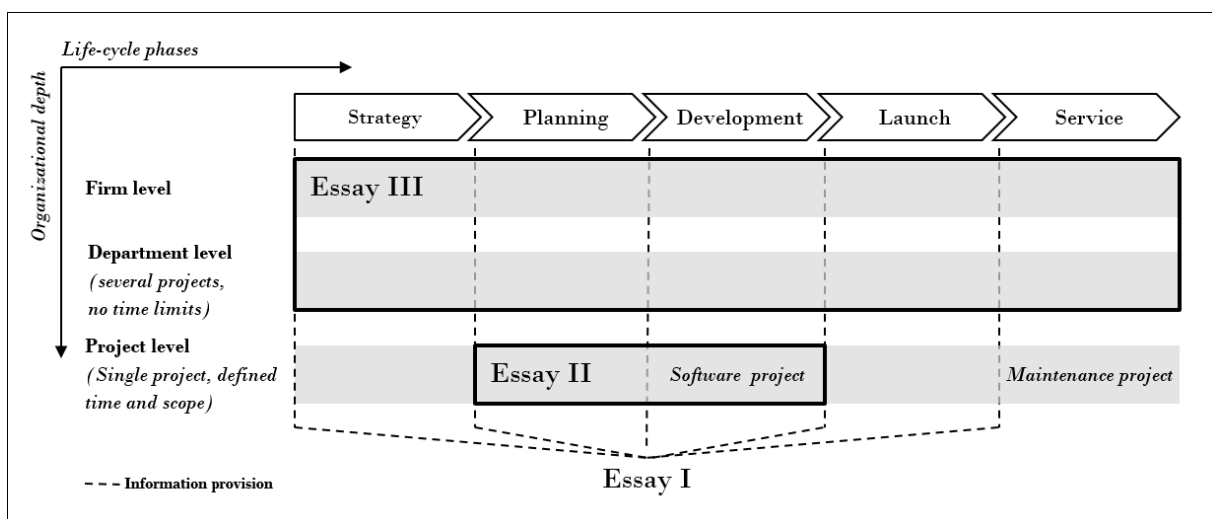 Life-cycle phases
Organizational depth
Strategy
Planning
Development
Launch
Service
Firm level
Essay III
Department level
(several projects,
no time limits)
Project level
(Single project, defined
time and scope)
Essay II
Software project
Maintenance project
Essay I
Information provision